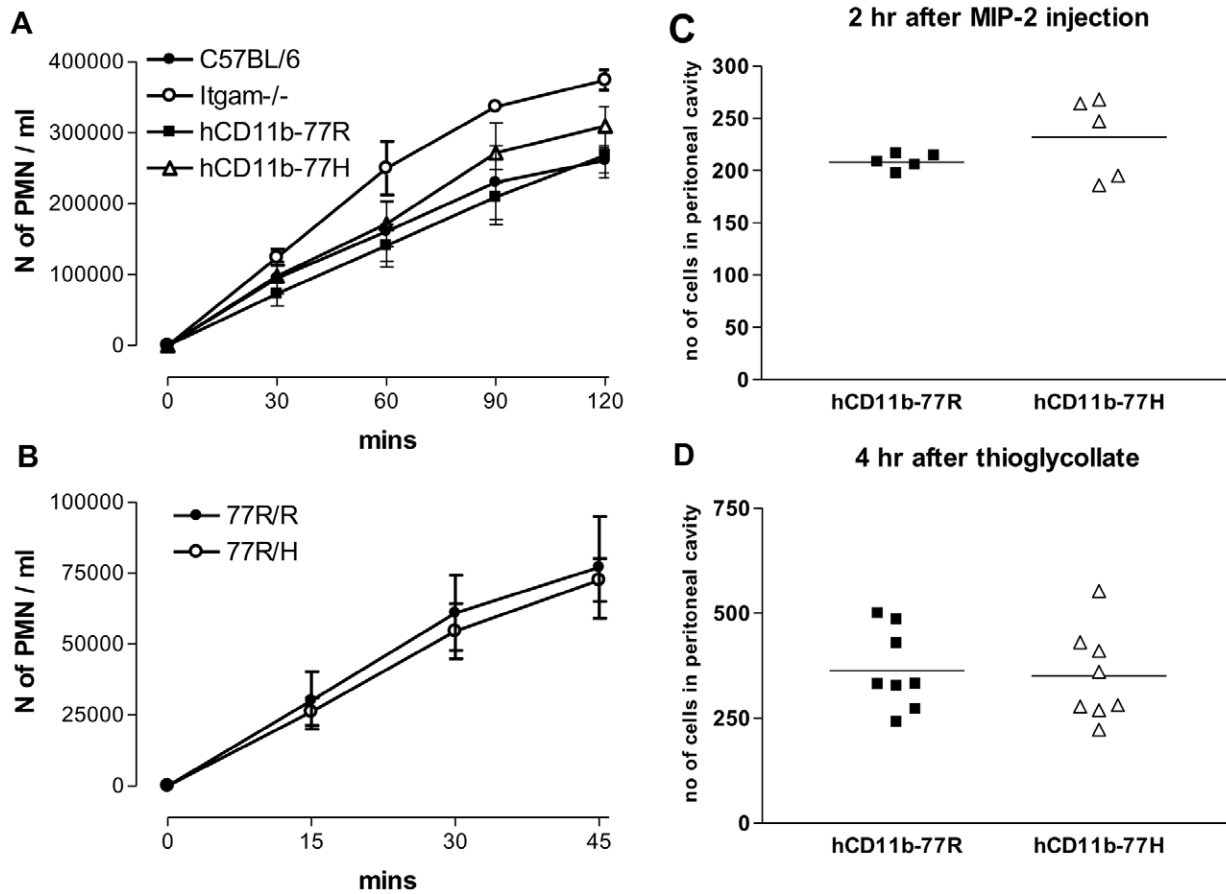 A
C57BL/6
Itgam-/-
hCD11b-77R
hCD11b-77H
400000
300000
200000
100000
0
N of PMN / ml
0 30 60 90 120
mins
B
77R/R
77R/H
100000
75000
50000
25000
0
N of PMN / ml
0 15 30 45
mins
C
2 hr after MIP-2 injection
300
250
200
150
100
50
0
no of cells in peritoneal cavity
hCD11b-77R hCD11b-77H
D
4 hr after thioglycollate
750
500
250
0
no of cells in peritoneal cavity
hCD11b-77R hCD11b-77H